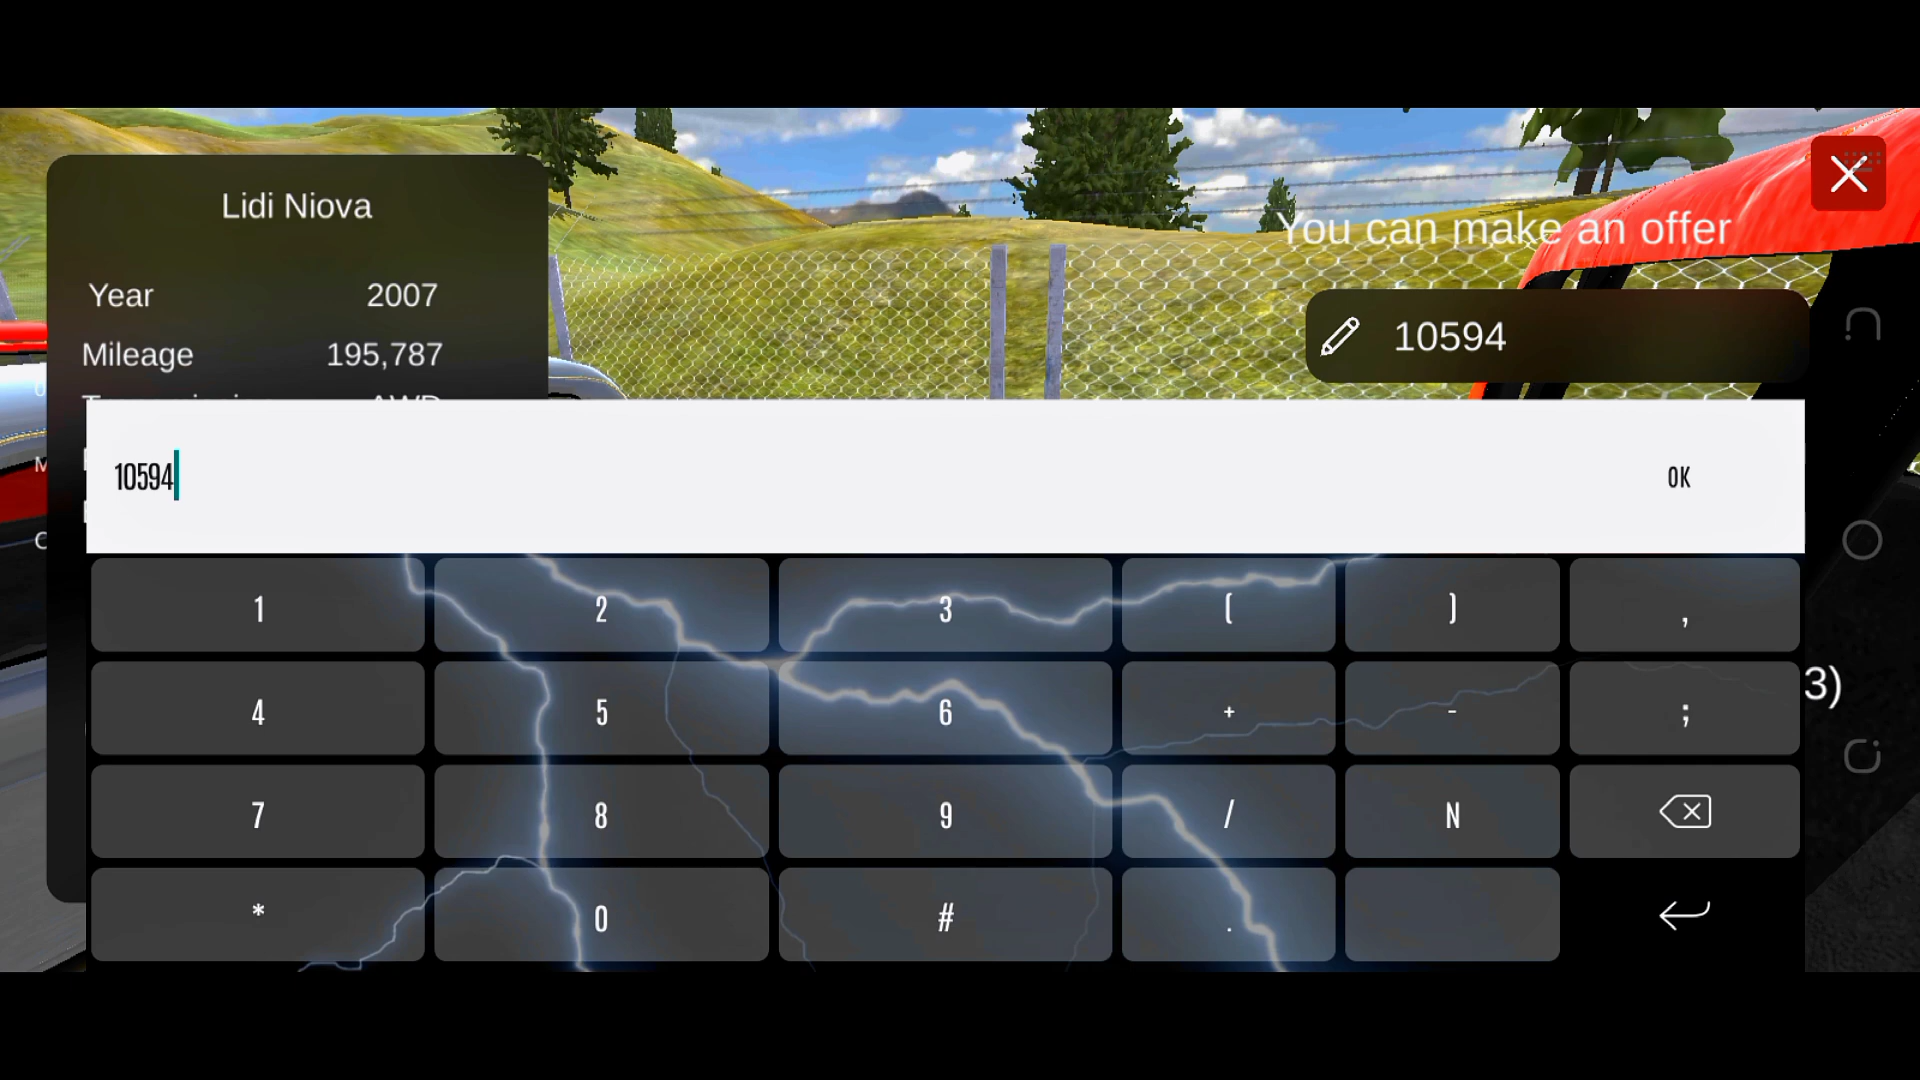 Lidi Niova
Year 2007
Mileage 195,787
You can make an offer
10594
10594
OK
1 2 3 ( ) ,
4 5 6 + - ;
3)
7 8 9 / N
* 0 # .